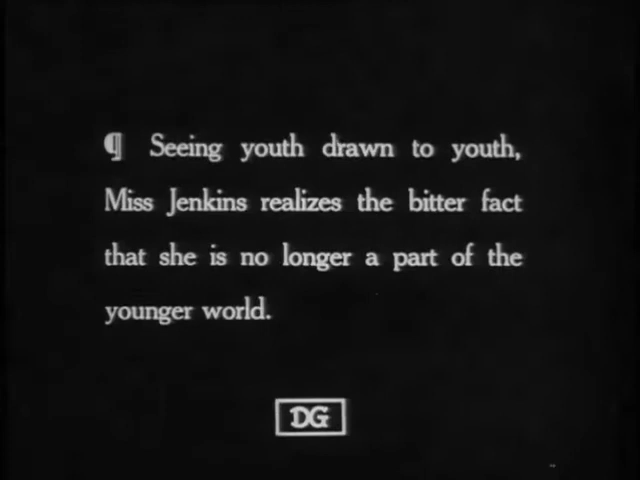 ¶ Seeing youth drawn to youth,
Miss Jenkins realizes the bitter fact
that she is no longer a part of the
younger world.
DG